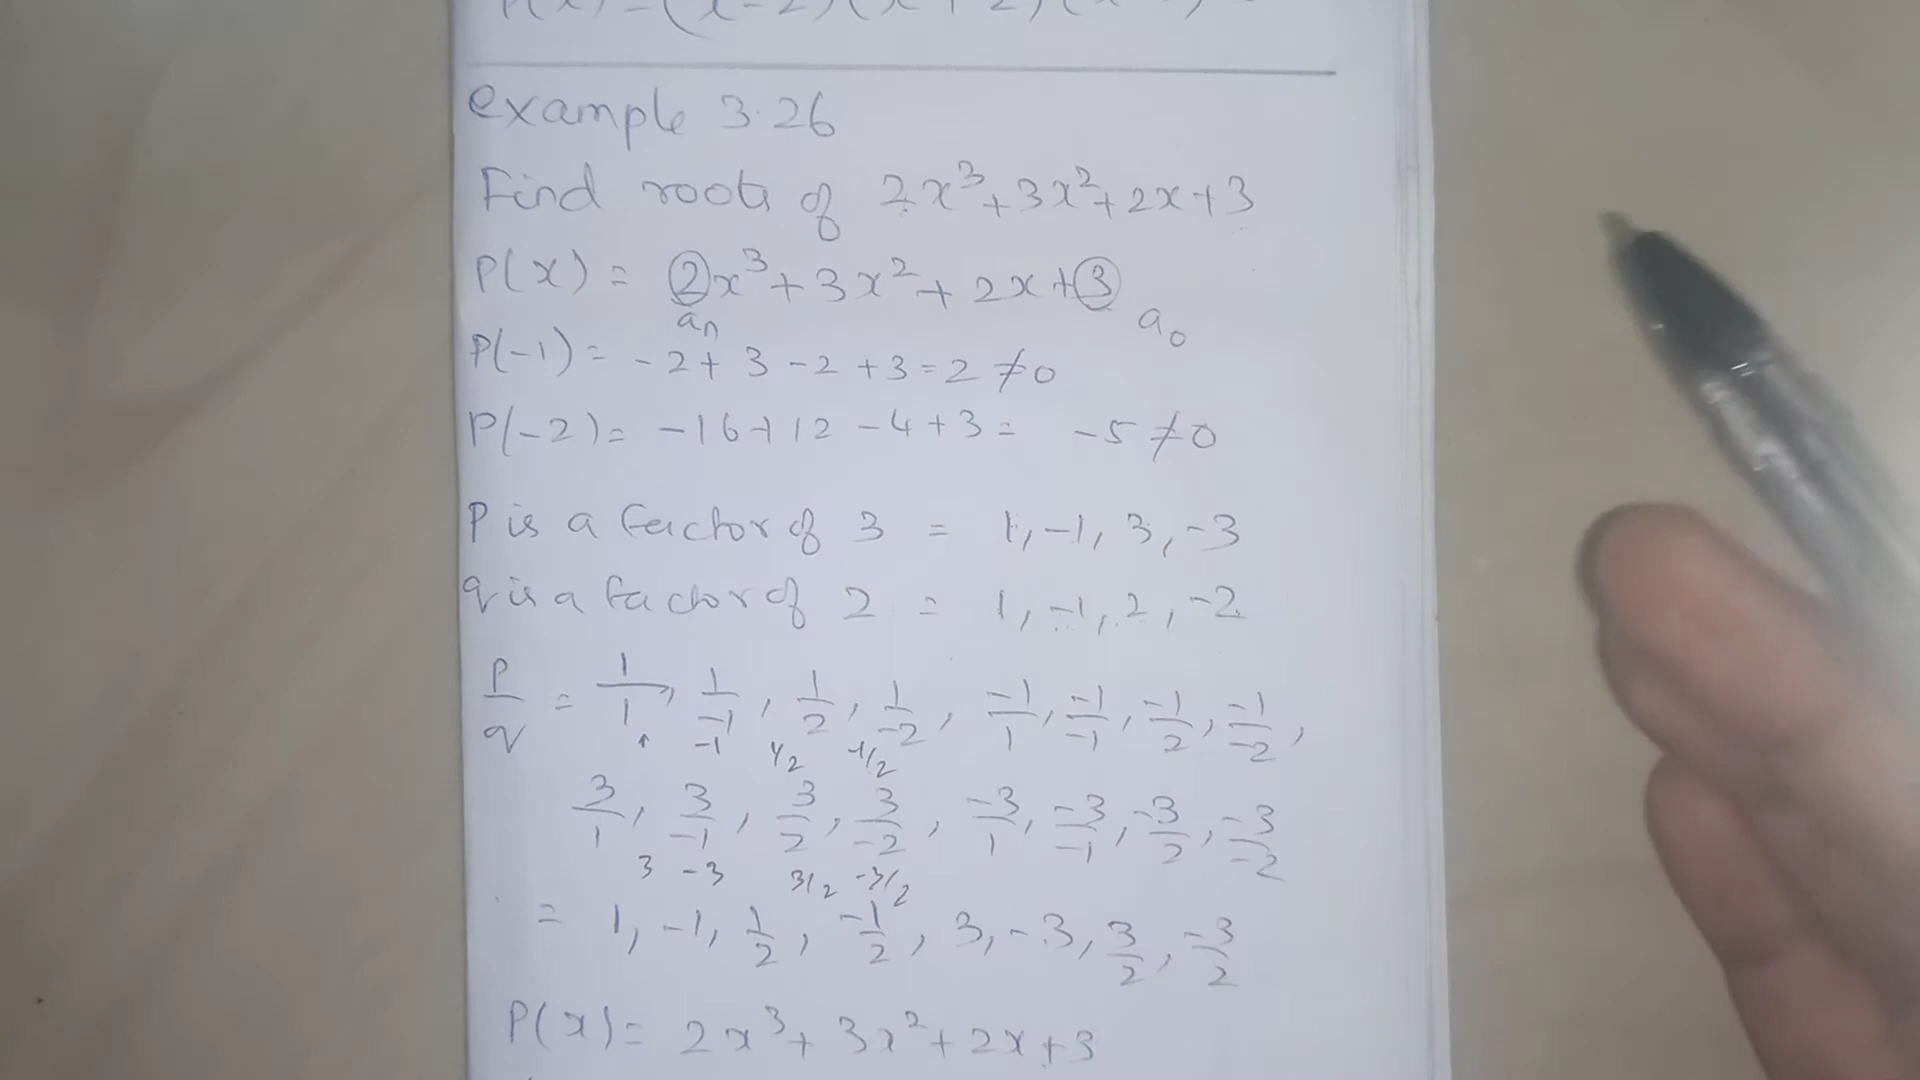 example 3.26
Find roots of 2x³+3x²+2x+3
P(x) = 2x³+3x²+2x+3
aₙ a₀
P(-1) = -2+3-2+3=2≠0
P(-2) = -16+12-4+3= -5≠0
P is a factor of 3 = 1,-1,3,-3
q is a factor of 2 = 1,-1,2,-2
p/q = 1/1, 1/-1, 1/2, 1/-2, -1/1, -1/-1, -1/2, -1/-2,
1 -1 1/2 -1/2
3/1, 3/-1, 3/2, 3/-2, -3/1, -3/-1, -3/2, -3/-2
3 -3 3/2 -3/2
= 1, -1, 1/2, -1/2, 3, -3, 3/2, -3/2
P(x) = 2x³+3x²+2x+3